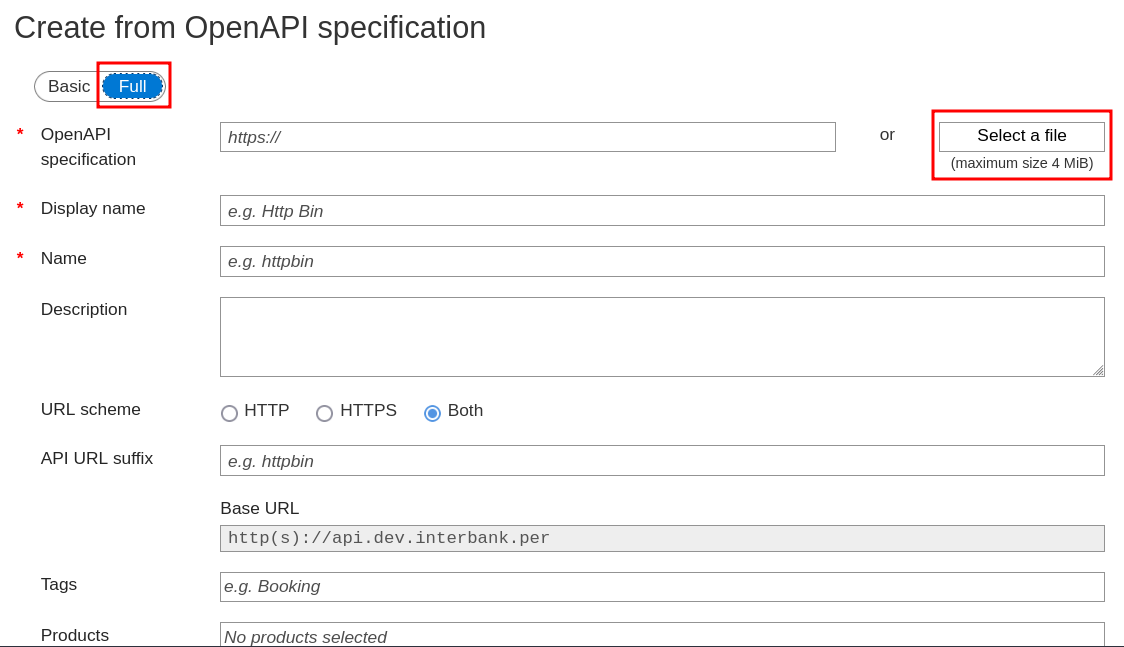 Create from OpenAPI specification
Basic Full
* OpenAPI specification https:// or Select a file
(maximum size 4 MiB)
* Display name e.g. Http Bin
* Name e.g. httpbin
Description
URL scheme HTTP HTTPS Both
API URL suffix e.g. httpbin
Base URL
http(s)://api.dev.interbank.per
Tags e.g. Booking
Products No products selected